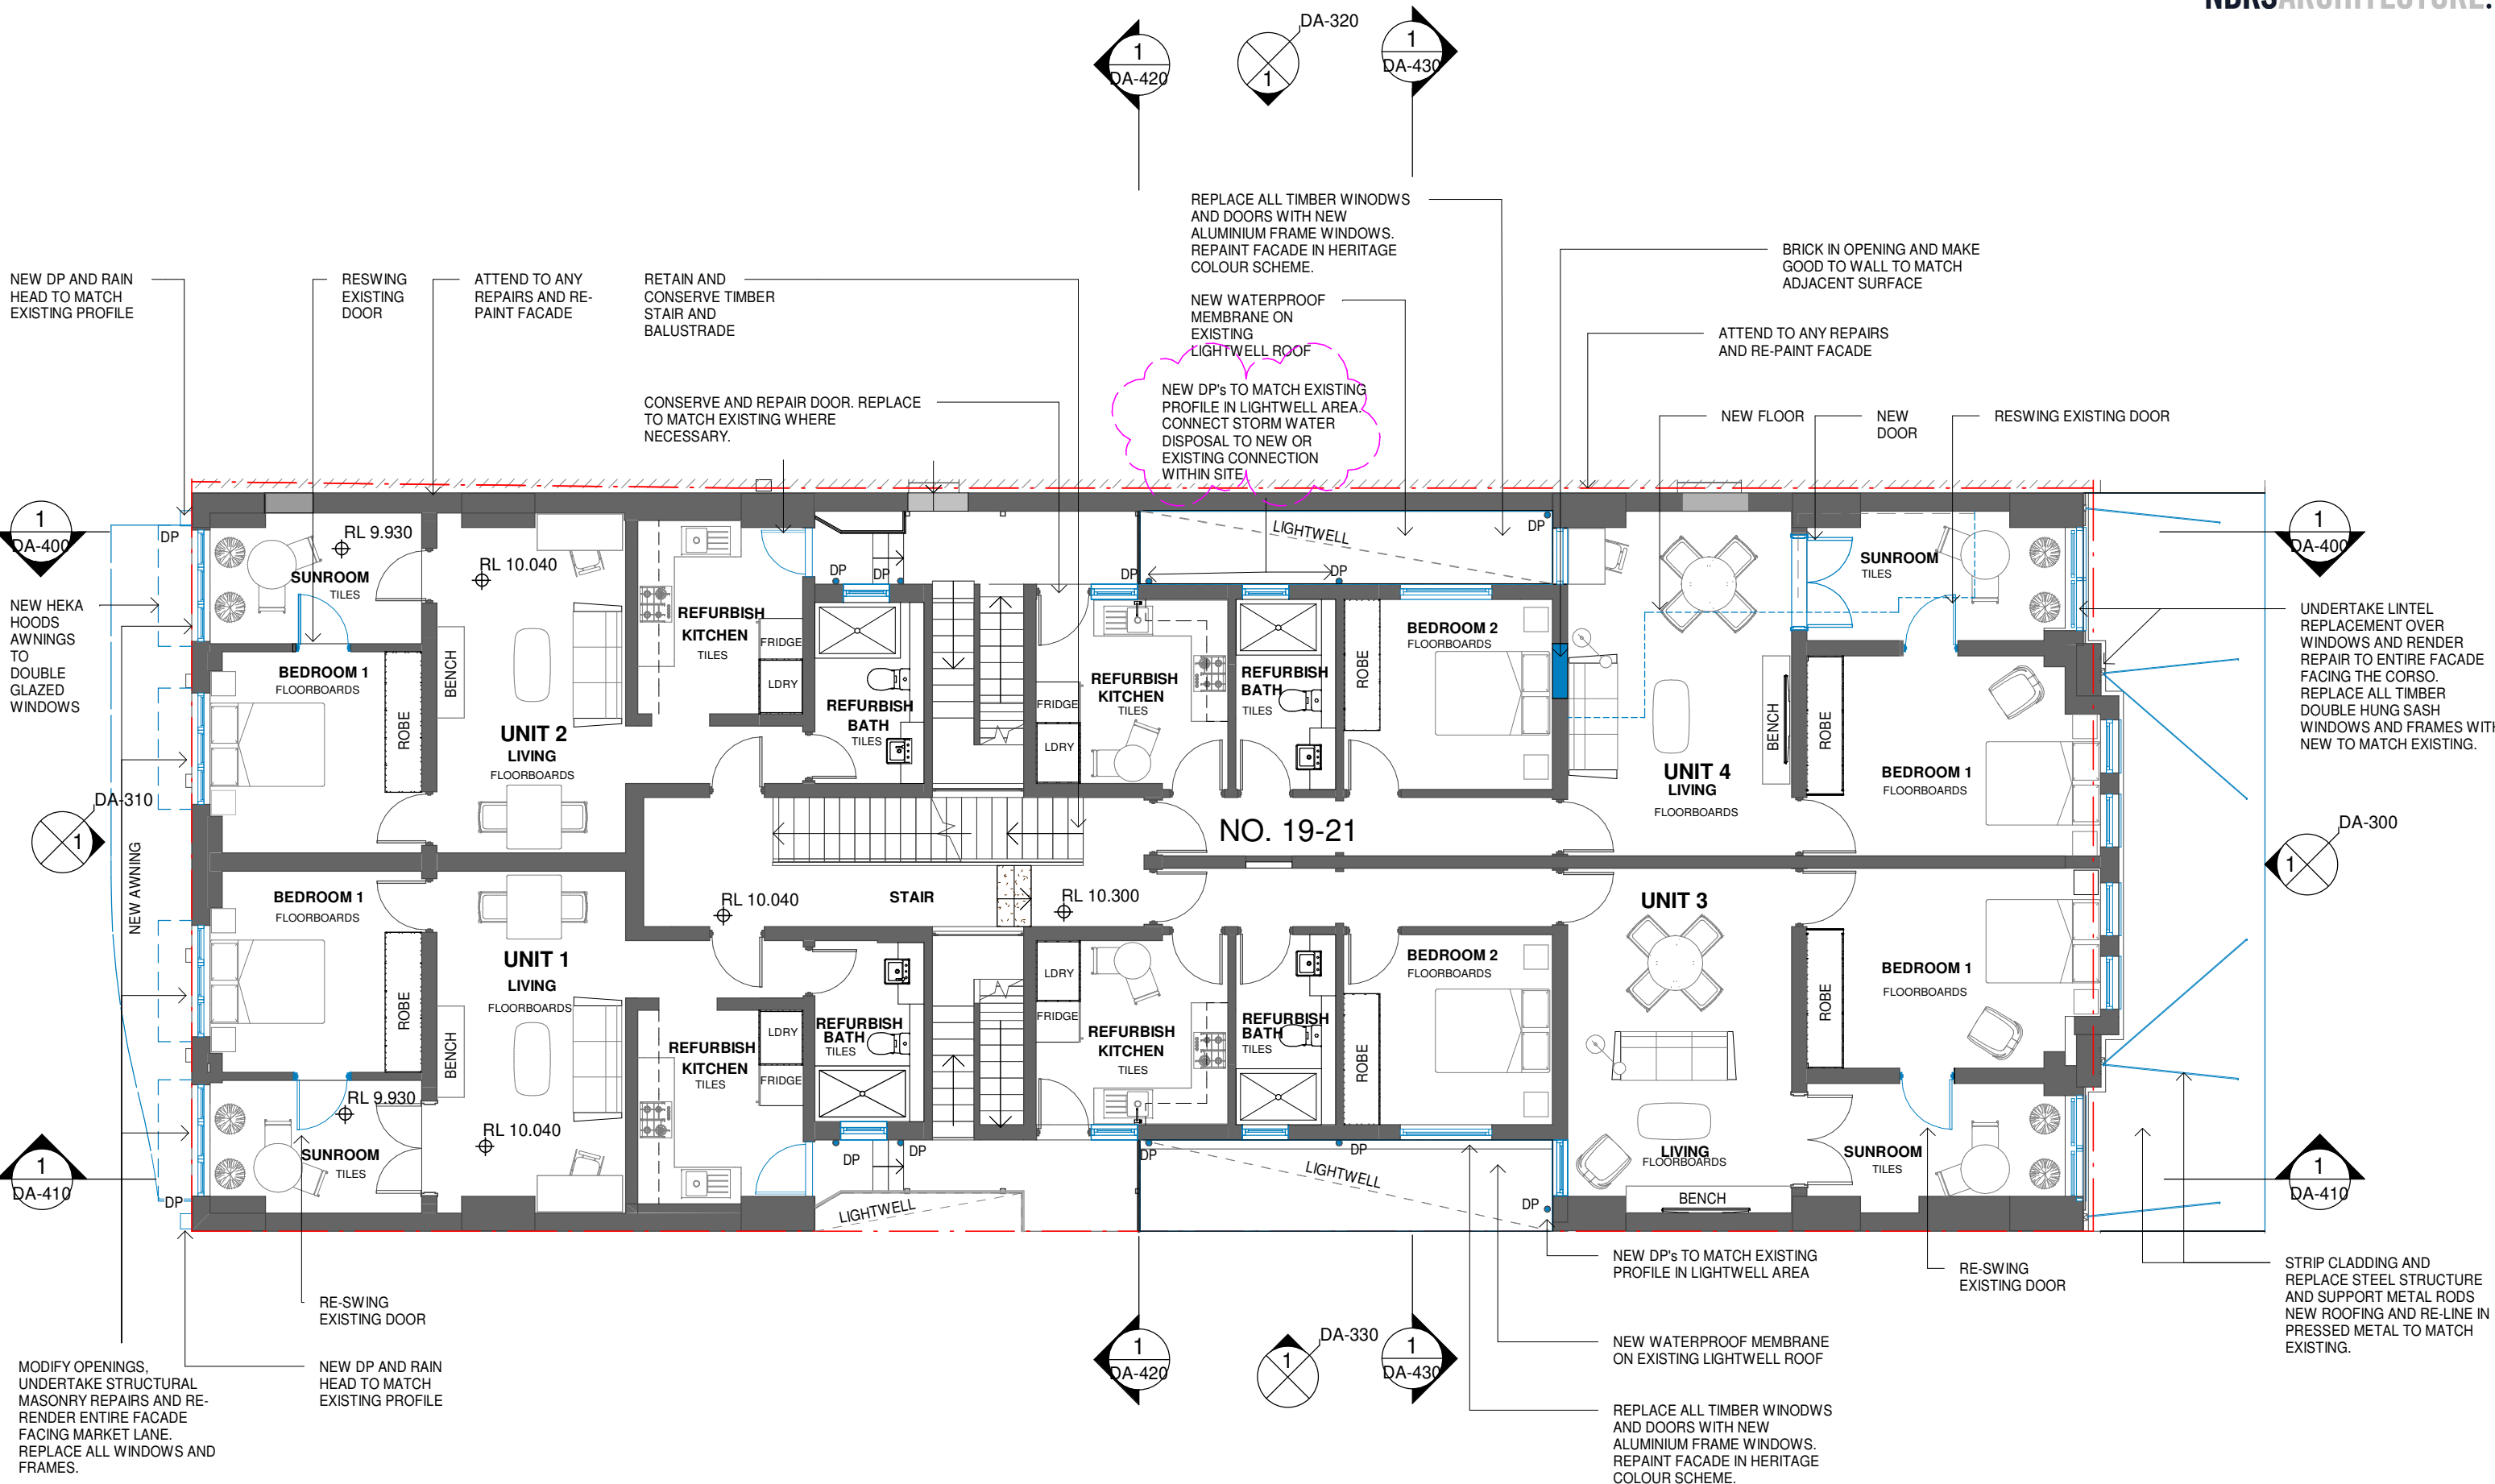 NDRSARCHITECTURE.
DA-320
1
DA-420
1
1
DA-430
REPLACE ALL TIMBER WINODWS
AND DOORS WITH NEW
ALUMINIUM FRAME WINDOWS.
REPAINT FACADE IN HERITAGE
COLOUR SCHEME.
BRICK IN OPENING AND MAKE
GOOD TO WALL TO MATCH
ADJACENT SURFACE
NEW DP AND RAIN
HEAD TO MATCH
EXISTING PROFILE
RESWING
EXISTING
DOOR
ATTEND TO ANY
REPAIRS AND RE-
PAINT FACADE
RETAIN AND
CONSERVE TIMBER
STAIR AND
BALUSTRADE
NEW WATERPROOF
MEMBRANE ON
EXISTING
LIGHTWELL ROOF
ATTEND TO ANY REPAIRS
AND RE-PAINT FACADE
NEW DP's TO MATCH EXISTING
PROFILE IN LIGHTWELL AREA.
CONNECT STORM WATER
DISPOSAL TO NEW OR
EXISTING CONNECTION
WITHIN SITE
CONSERVE AND REPAIR DOOR. REPLACE
TO MATCH EXISTING WHERE
NECESSARY.
NEW FLOOR
NEW
DOOR
RESWING EXISTING DOOR
1
DA-400
DP
RL 9.930
SUNROOM
TILES
RL 10.040
REFURBISH
KITCHEN
TILES
FRIDGE
LDRY
DP
DP
DP
LIGHTWELL
DP
DP
SUNROOM
TILES
1
DA-400
NEW HEKA
HOODS
AWNINGS
TO
DOUBLE
GLAZED
WINDOWS
BEDROOM 1
FLOORBOARDS
ROBE
BENCH
UNIT 2
LIVING
FLOORBOARDS
REFURBISH
BATH
TILES
REFURBISH
KITCHEN
TILES
FRIDGE
LDRY
REFURBISH
BATH
TILES
ROBE
BEDROOM 2
FLOORBOARDS
UNIT 4
LIVING
FLOORBOARDS
BENCH
ROBE
BEDROOM 1
FLOORBOARDS
UNDERTAKE LINTEL
REPLACEMENT OVER
WINDOWS AND RENDER
REPAIR TO ENTIRE FACADE
FACING THE CORSO.
REPLACE ALL TIMBER
DOUBLE HUNG SASH
WINDOWS AND FRAMES WITH
NEW TO MATCH EXISTING.
DA-310
1
NO. 19-21
DA-300
1
NEW AWNING
BEDROOM 1
FLOORBOARDS
ROBE
BENCH
UNIT 1
LIVING
FLOORBOARDS
RL 10.040
STAIR
RL 10.300
UNIT 3
REFURBISH
KITCHEN
TILES
LDRY
FRIDGE
REFURBISH
BATH
TILES
LDRY
FRIDGE
REFURBISH
KITCHEN
TILES
REFURBISH
BATH
TILES
ROBE
BEDROOM 2
FLOORBOARDS
ROBE
BEDROOM 1
FLOORBOARDS
RL 9.930
SUNROOM
TILES
RL 10.040
DP
DP
DP
DP
LIGHTWELL
LIVING
FLOORBOARDS
BENCH
SUNROOM
TILES
1
DA-410
DP
LIGHTWELL
DP
1
DA-410
RE-SWING
EXISTING DOOR
NEW DP's TO MATCH EXISTING
PROFILE IN LIGHTWELL AREA
RE-SWING
EXISTING DOOR
STRIP CLADDING AND
REPLACE STEEL STRUCTURE
AND SUPPORT METAL RODS
NEW ROOFING AND RE-LINE IN
PRESSED METAL TO MATCH
EXISTING.
1
DA-420
DA-330
1
1
DA-430
NEW WATERPROOF MEMBRANE
ON EXISTING LIGHTWELL ROOF
MODIFY OPENINGS,
UNDERTAKE STRUCTURAL
MASONRY REPAIRS AND RE-
RENDER ENTIRE FACADE
FACING MARKET LANE.
REPLACE ALL WINDOWS AND
FRAMES.
NEW DP AND RAIN
HEAD TO MATCH
EXISTING PROFILE
REPLACE ALL TIMBER WINODWS
AND DOORS WITH NEW
ALUMINIUM FRAME WINDOWS.
REPAINT FACADE IN HERITAGE
COLOUR SCHEME.